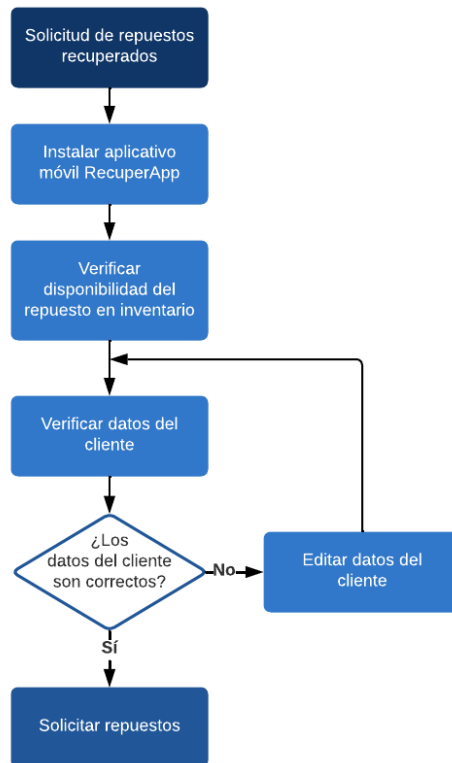 Solicitud de repuestos
recuperados
Instalar aplicativo
móvil RecuperApp
Verificar
disponibilidad del
repuesto en inventario
Verificar datos del
cliente
¿Los
datos del cliente
son correctos?
No
Editar datos del
cliente
Sí
Solicitar repuestos